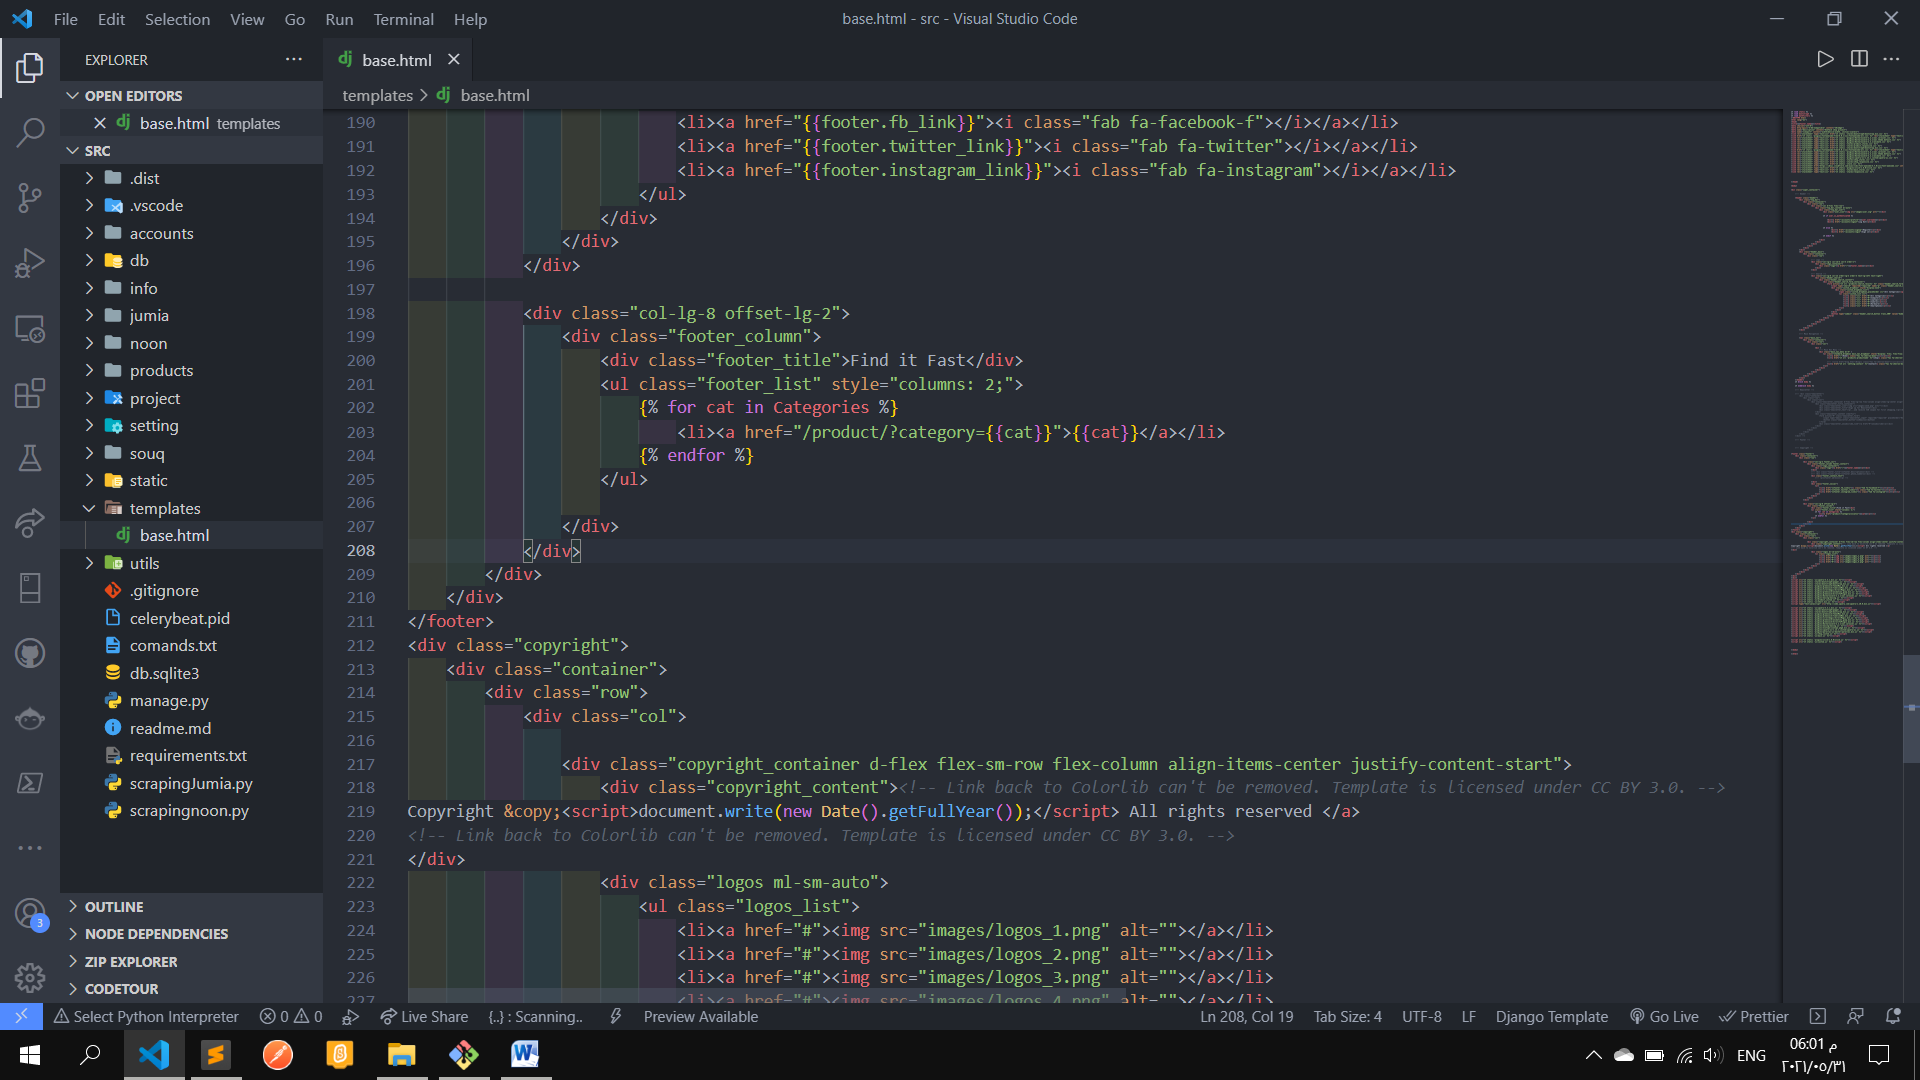 File Edit Selection View Go Run Terminal Help
base.html - src - Visual Studio Code
EXPLORER
OPEN EDITORS
base.html templates
SRC
.dist
.vscode
accounts
db
info
jumia
noon
products
project
setting
souq
static
templates
base.html
utils
.gitignore
celerybeat.pid
comands.txt
db.sqlite3
manage.py
readme.md
requirements.txt
scrapingJumia.py
scrapingnoon.py
OUTLINE
NODE DEPENDENCIES
ZIP EXPLORER
CODETOUR
3
base.html
templates > base.html
190 <li><a href="{{footer.fb_link}}"><i class="fab fa-facebook-f"></i></a></li>
191 <li><a href="{{footer.twitter_link}}"><i class="fab fa-twitter"></i></a></li>
192 <li><a href="{{footer.instagram_link}}"><i class="fab fa-instagram"></i></a></li>
193 </ul>
194 </div>
195 </div>
196 </div>
197
198 <div class="col-lg-8 offset-lg-2">
199 <div class="footer_column">
200 <div class="footer_title">Find it Fast</div>
201 <ul class="footer_list" style="columns: 2;">
202 {% for cat in Categories %}
203 <li><a href="/product/?category={{cat}}">{{cat}}</a></li>
204 {% endfor %}
205 </ul>
206
207 </div>
208 </div>
209 </div>
210 </div>
211 </footer>
212 <div class="copyright">
213 <div class="container">
214 <div class="row">
215 <div class="col">
216
217 <div class="copyright_container d-flex flex-sm-row flex-column align-items-center justify-content-start">
218 <div class="copyright_content"><!-- Link back to Colorlib can't be removed. Template is licensed under CC BY 3.0. -->
219 Copyright &copy;<script>document.write(new Date().getFullYear());</script> All rights reserved </a>
220 <!-- Link back to Colorlib can't be removed. Template is licensed under CC BY 3.0. -->
221 </div>
222 <div class="logos ml-sm-auto">
223 <ul class="logos_list">
224 <li><a href="#"><img src="images/logos_1.png" alt=""></a></li>
225 <li><a href="#"><img src="images/logos_2.png" alt=""></a></li>
226 <li><a href="#"><img src="images/logos_3.png" alt=""></a></li>
227 <li><a href="#"><img src="images/logos_4.png" alt=""></a></li>
Select Python Interpreter 0 0 Live Share {..} : Scanning.. Preview Available Ln 208, Col 19 Tab Size: 4 UTF-8 LF Django Template Go Live Prettier
ENG
06:01 م
٢٠٢١/٠٥/٣١